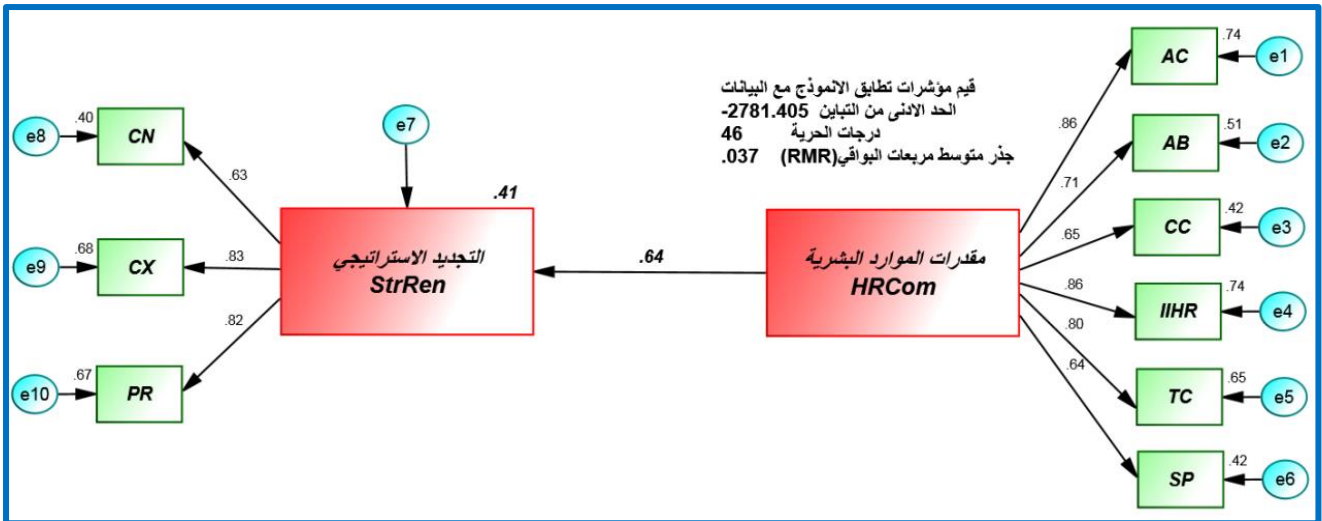 قيم مؤشرات تطابق الانموذج مع البيانات
الحد الادنى من التباين 2781.405-
درجات الحرية 46
جذر متوسط مربعات البواقي(RMR) .037
e8
.40
CN
.63
e9
.68
CX
.83
e10
.67
PR
.82
e7
.41
التجديد الاستراتيجي
StrRen
.64
مقدرات الموارد البشرية
HRCom
.86
AC
.74
e1
.71
AB
.51
e2
.65
CC
.42
e3
.86
IIHR
.74
e4
.80
TC
.65
e5
.64
SP
.42
e6